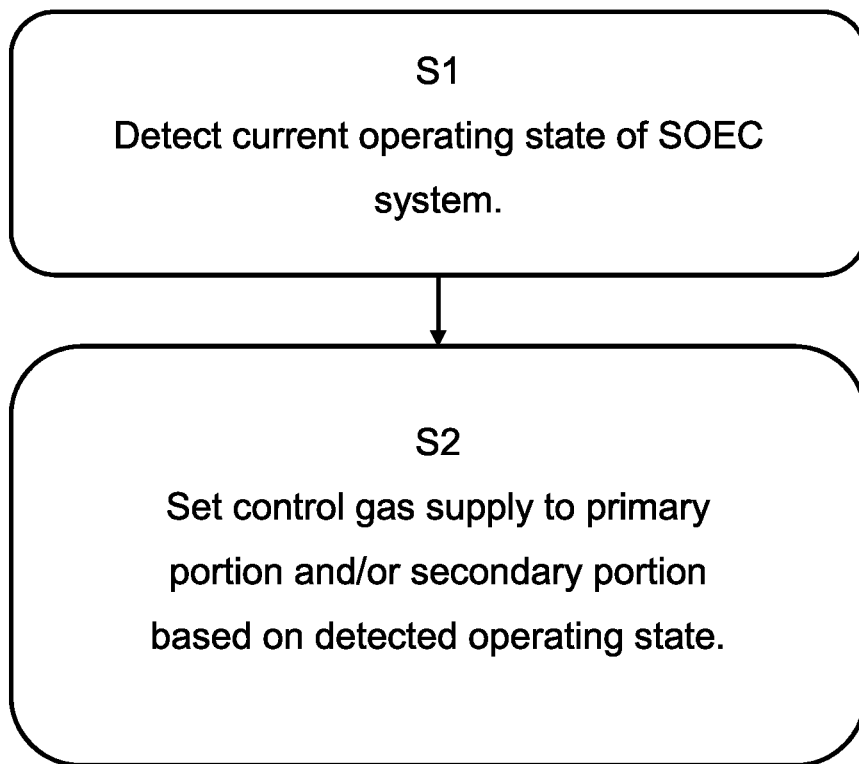 S1
Detect current operating state of SOEC
system.
S2
Set control gas supply to primary
portion and/or secondary portion
based on detected operating state.